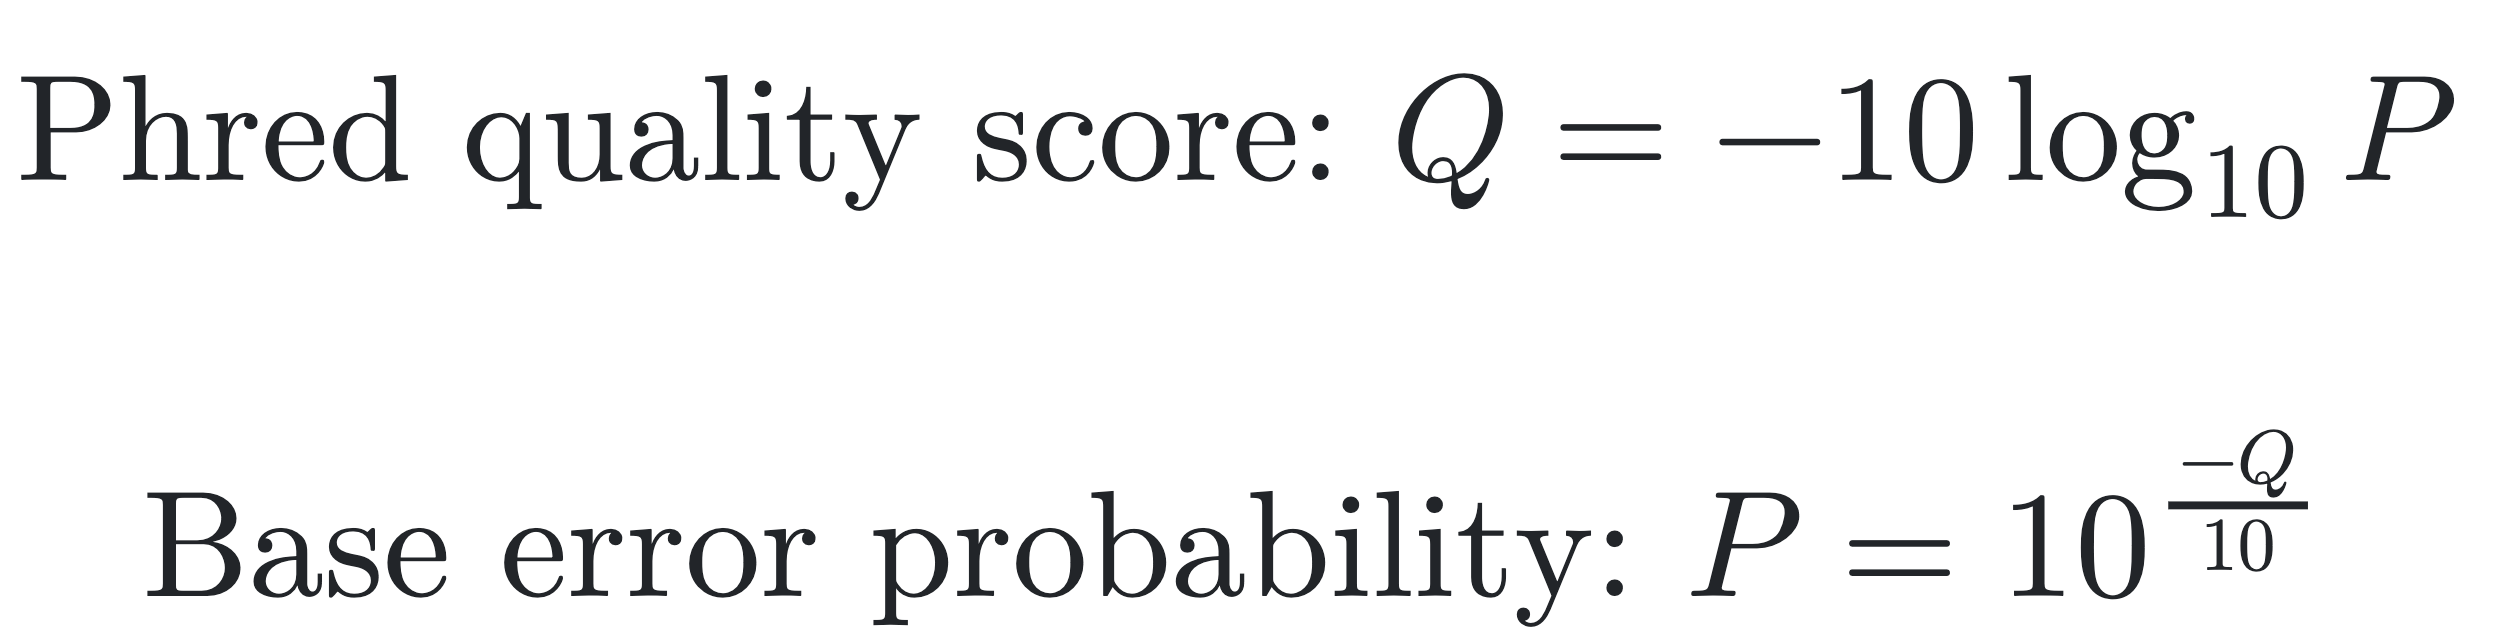 Phred quality score: Q = −10 log₁₀ P
Base error probability: P = 10^(−Q/10)